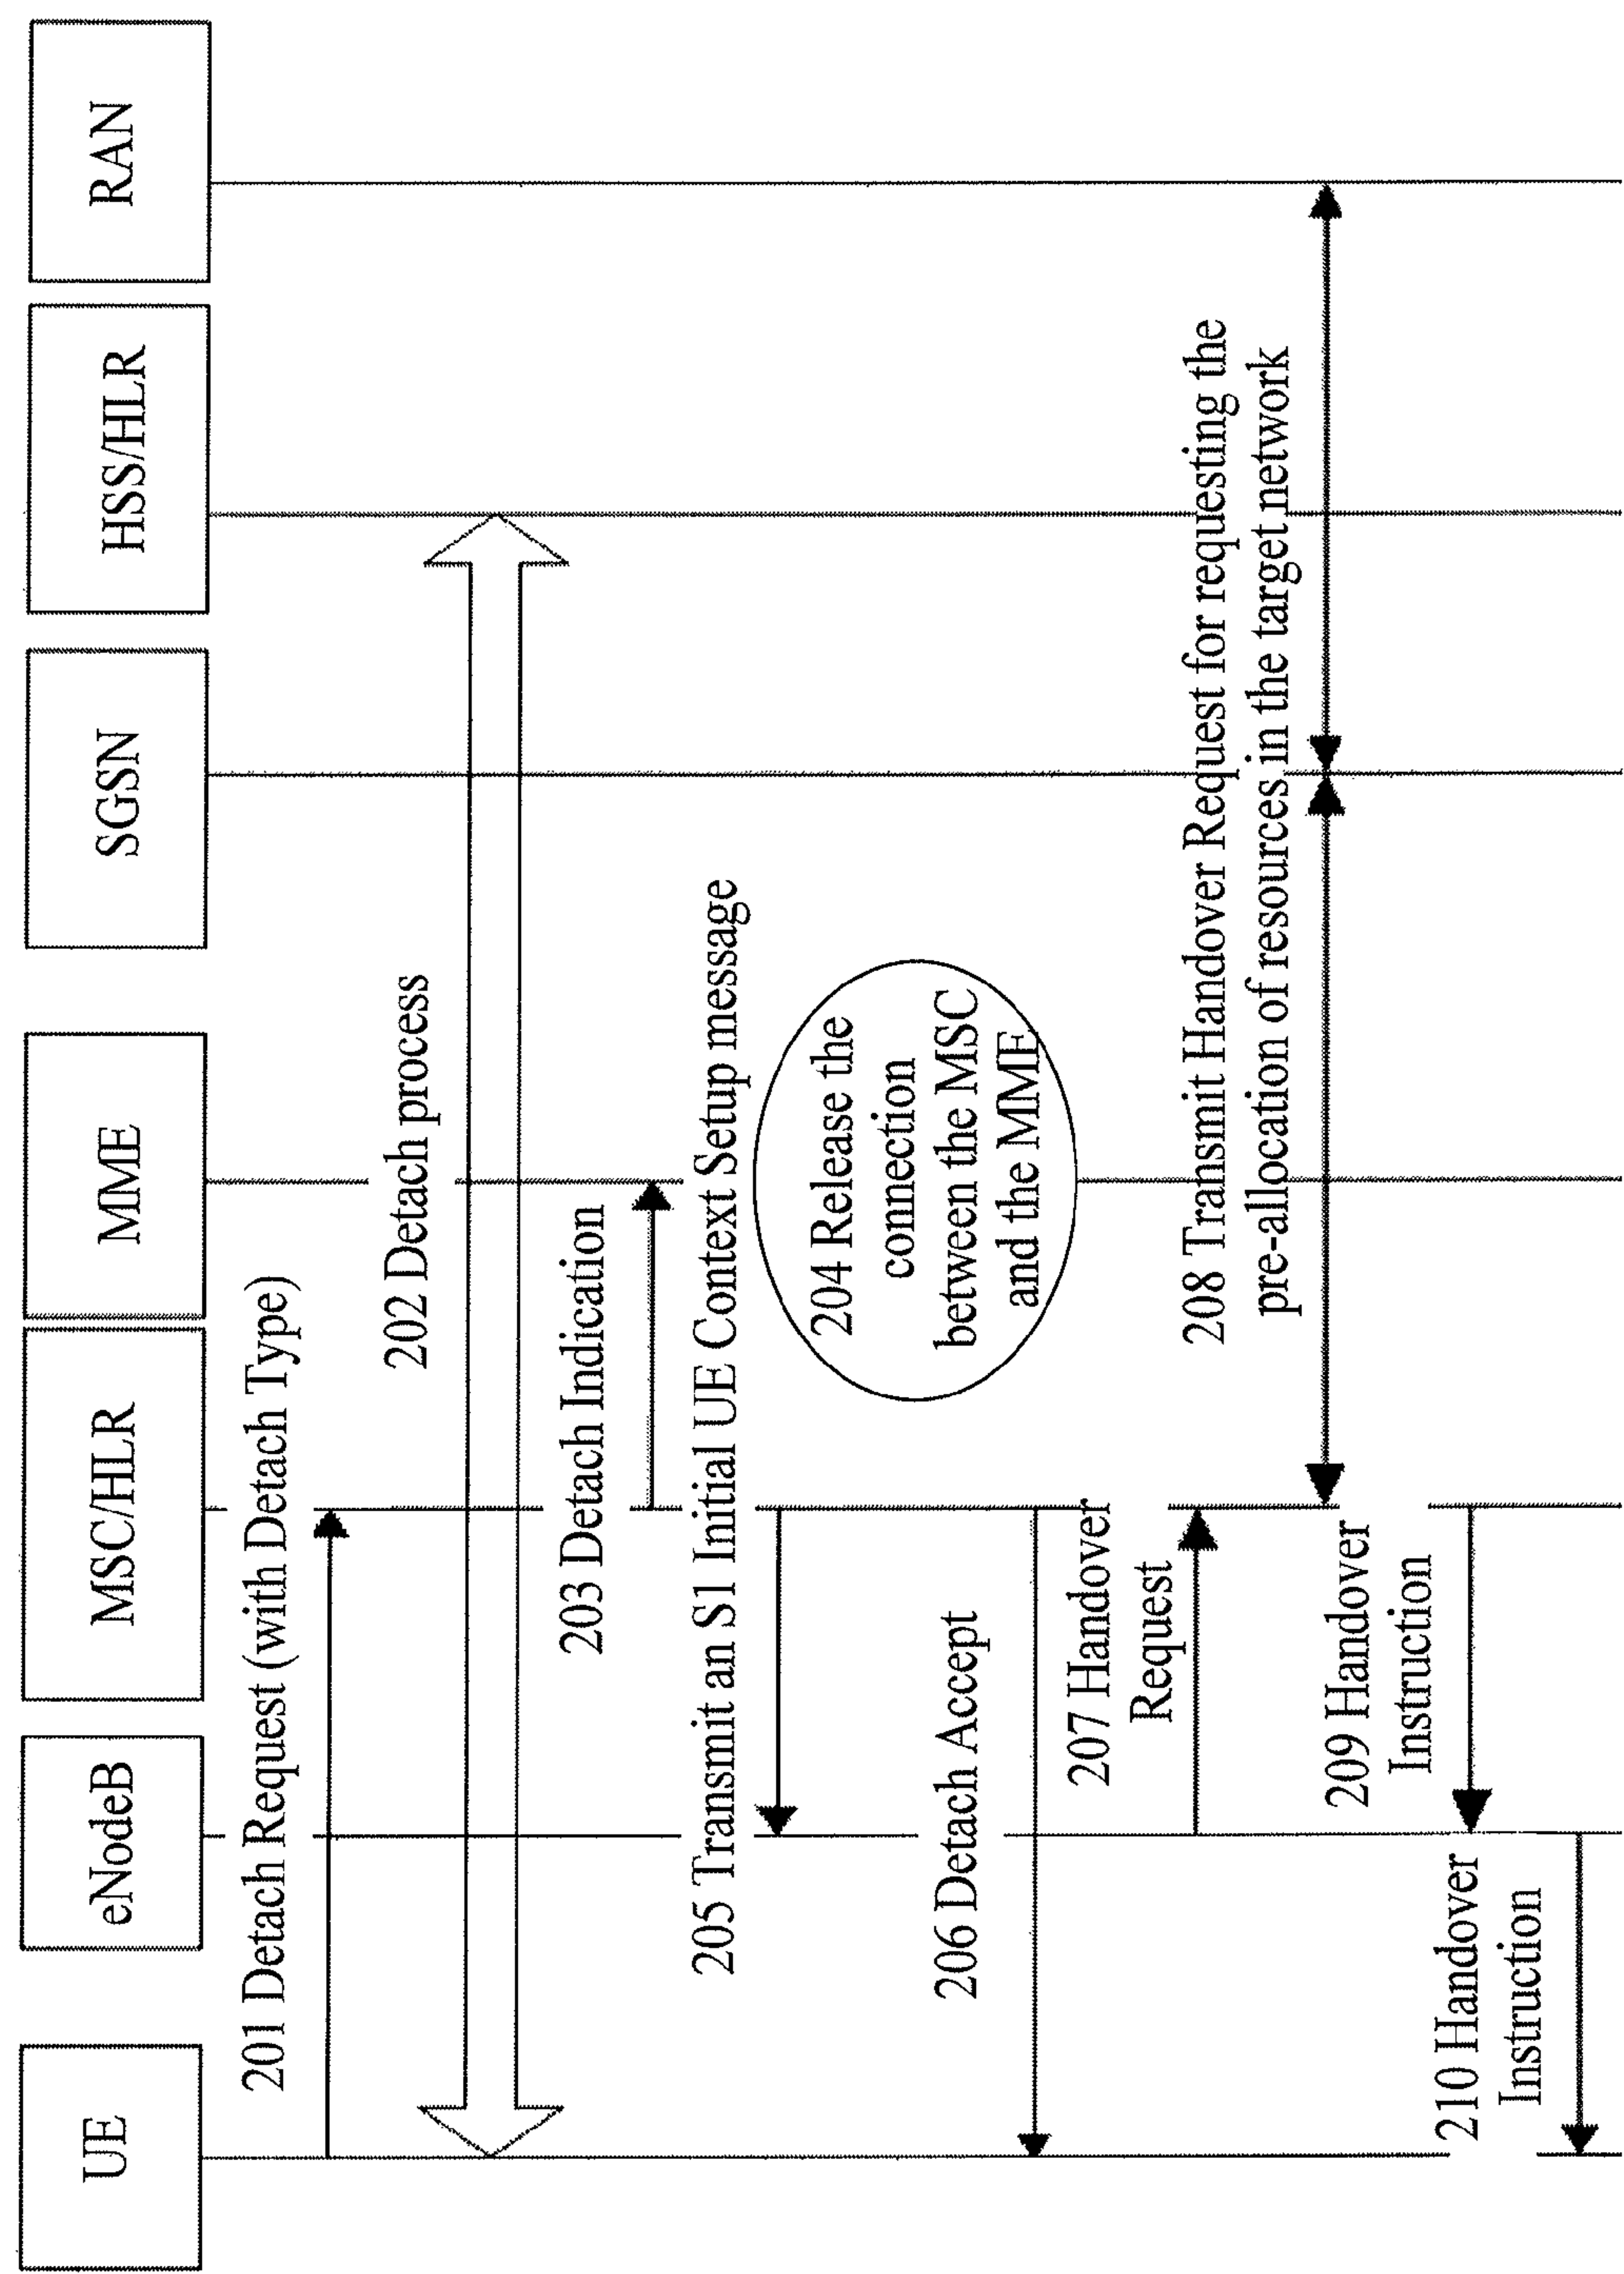 UE
eNodeB
MSC/HLR
MME
SGSN
HSS/HLR
RAN
201 Detach Request (with Detach Type)
202 Detach process
203 Detach Indication
205 Transmit an S1 Initial UE Context Setup message
204 Release the
connection
between the MSC
and the MME
206 Detach Accept
207 Handover
Request
208 Transmit Handover Request for requesting the
pre-allocation of resources in the target network
209 Handover
Instruction
210 Handover
Instruction